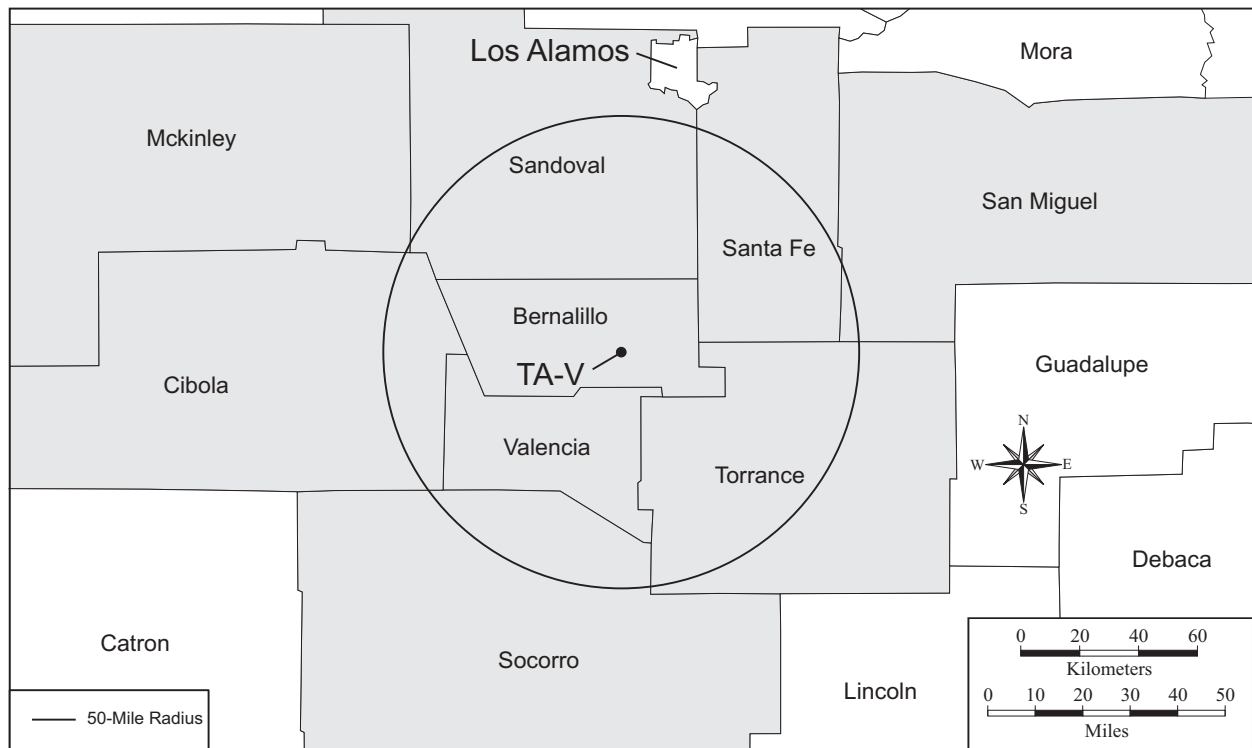 Los Alamos
Mora
Mckinley
Sandoval
San Miguel
Santa Fe
Bernalillo
TA-V
Guadalupe
Cibola
Valencia
Torrance
N
W E
S
Debaca
Catron
Socorro
Lincoln
0 20 40 60
Kilometers
0 10 20 30 40 50
Miles
50-Mile Radius